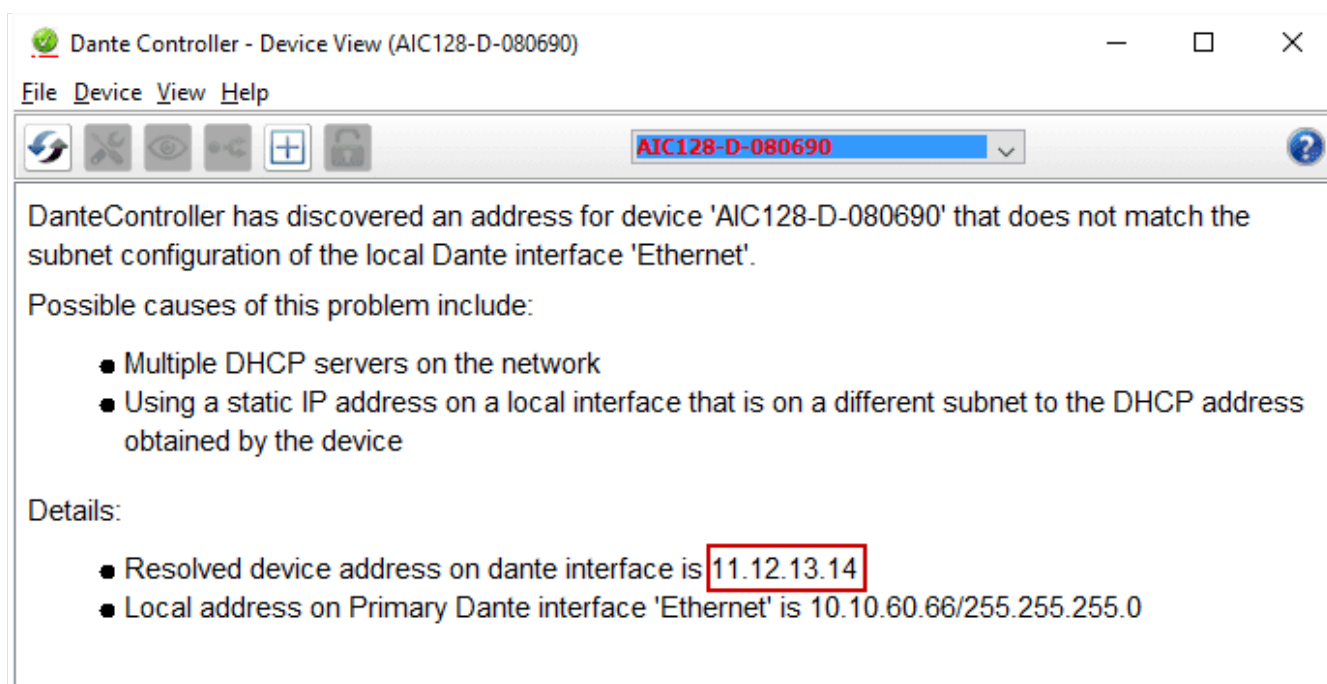 Dante Controller - Device View (AIC128-D-080690)
File Device View Help
AIC128-D-080690
DanteController has discovered an address for device 'AIC128-D-080690' that does not match the
subnet configuration of the local Dante interface 'Ethernet'.
Possible causes of this problem include:
Multiple DHCP servers on the network
Using a static IP address on a local interface that is on a different subnet to the DHCP address
obtained by the device
Details:
Resolved device address on dante interface is 11.12.13.14
Local address on Primary Dante interface 'Ethernet' is 10.10.60.66/255.255.255.0